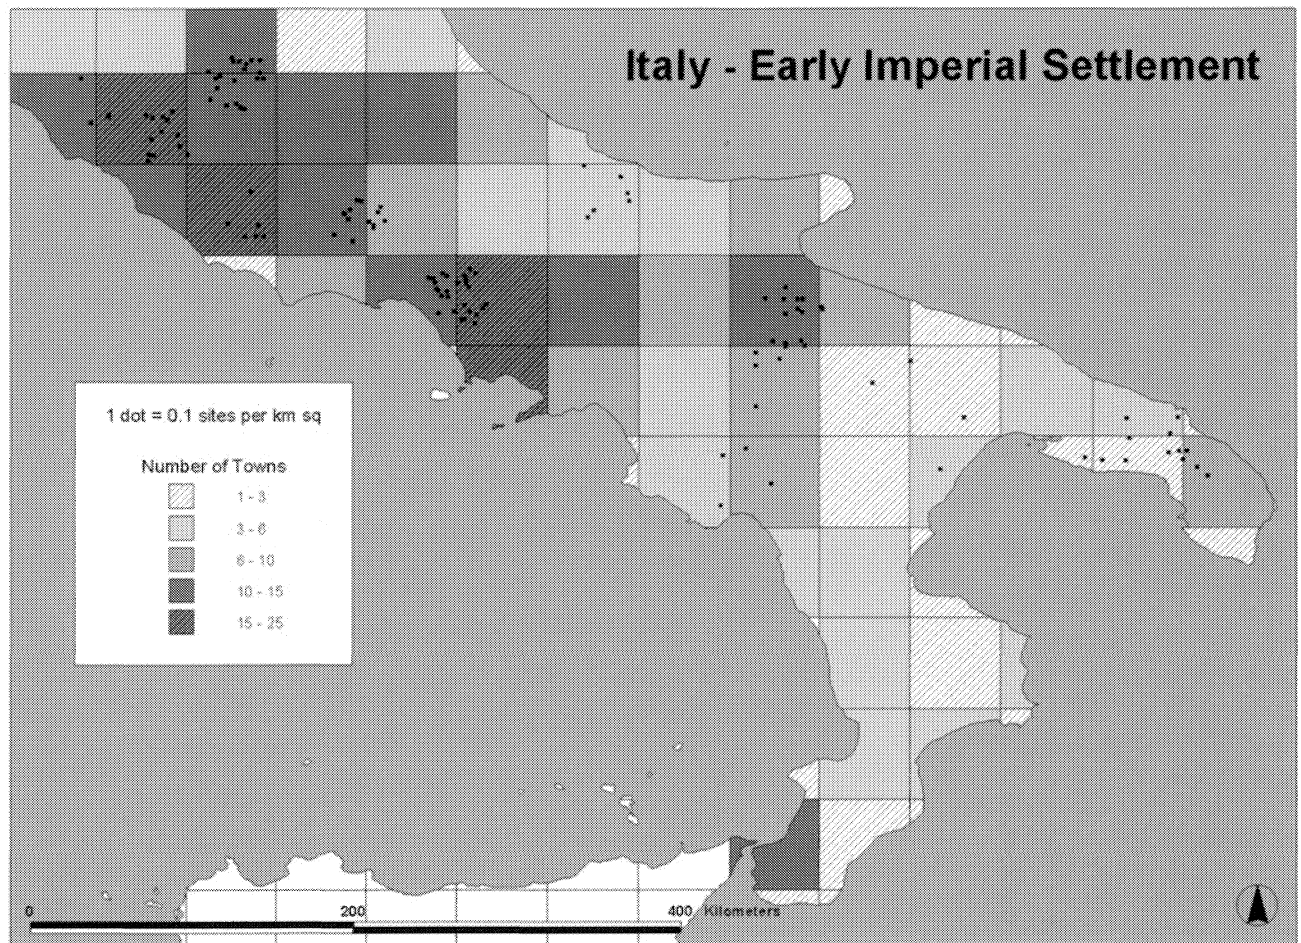 Italy - Early Imperial Settlement
1 dot = 0.1 sites per km sq
Number of Towns
1 - 3
3 - 6
6 - 10
10 - 15
15 - 25
0 200 400 Kilometers